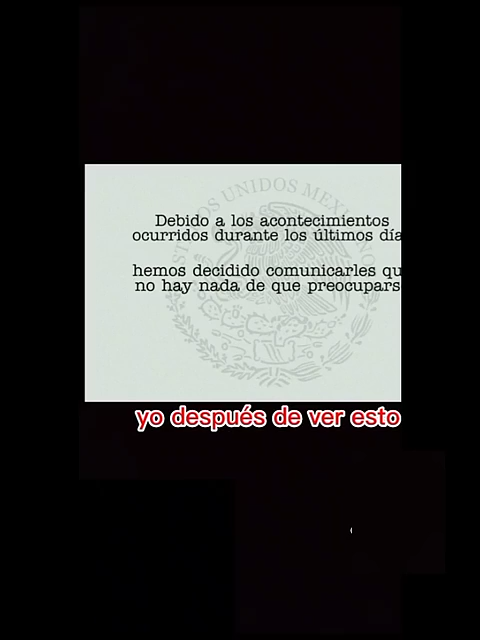 ESTADOS UNIDOS MEXICANOS
Debido a los acontecimientos
ocurridos durante los últimos día
hemos decidido comunicarles qu
no hay nada de que preocupars
yo después de ver esto